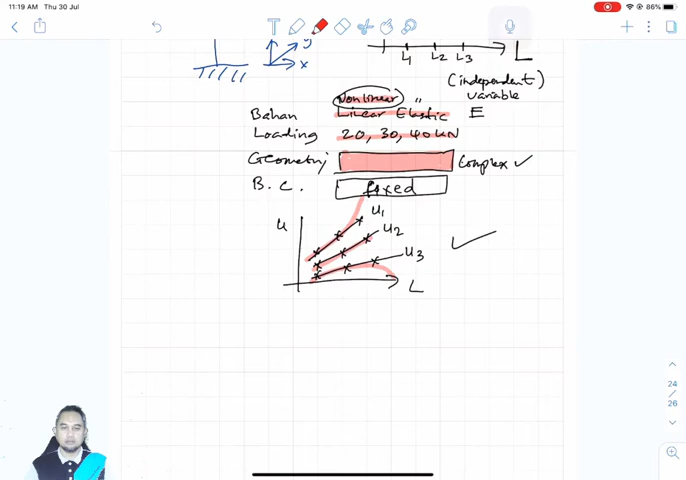 11:19 AM Thu 30 Jul
86%
y
x
L1 L2 L3 L
(independent) variable
Nonlinear "
Bahan Linear Elastic E
Loading 20, 30, 40 KN
Geometry Complex ✓
B.C. fixed
u
u1
u2
u3
L
24
/
26